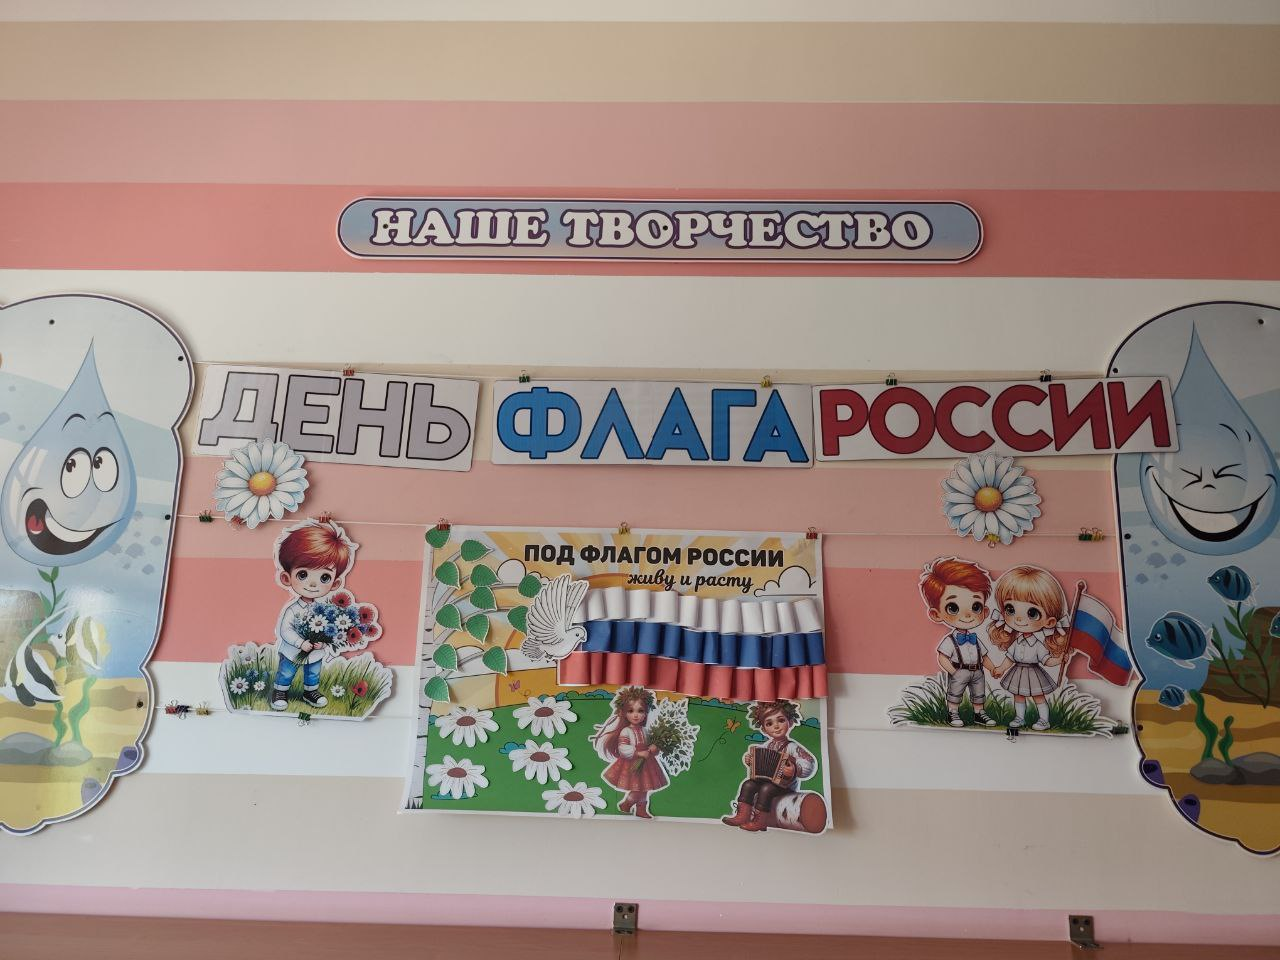 НАШЕ ТВОРЧЕСТВО
ДЕНЬ ФЛАГА РОССИИ
ПОД ФЛАГОМ РОССИИ
живу и расту